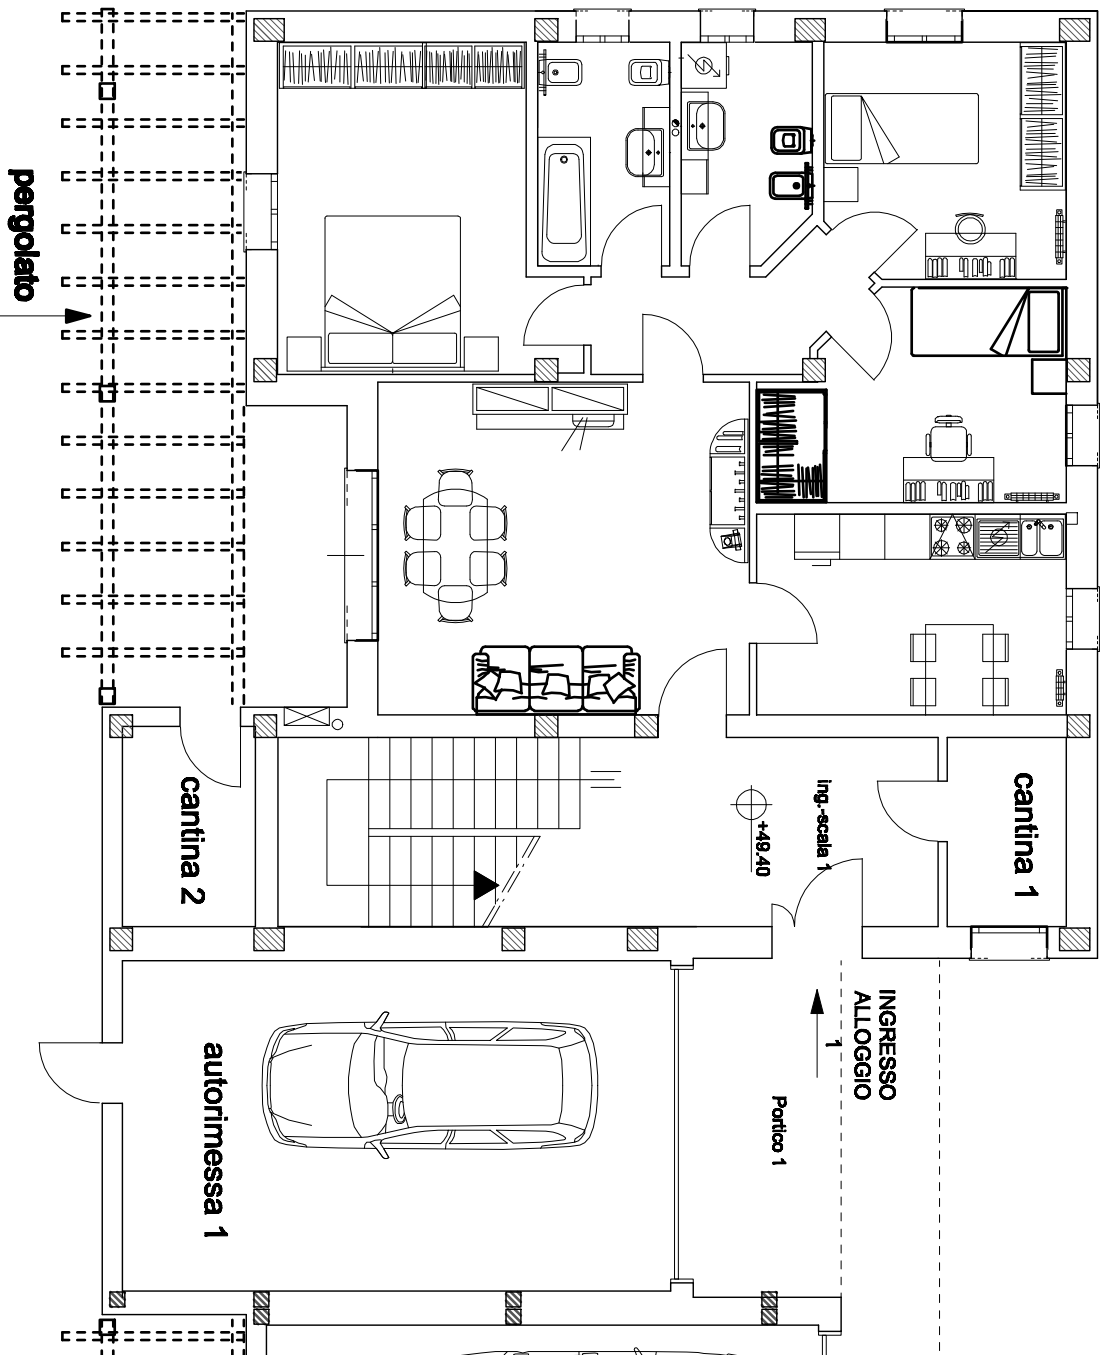 pergolato
cantina 2
cantina 1
ing.-scala 1
+49.40
INGRESSO
ALLOGGIO
1
Portico 1
autorimessa 1